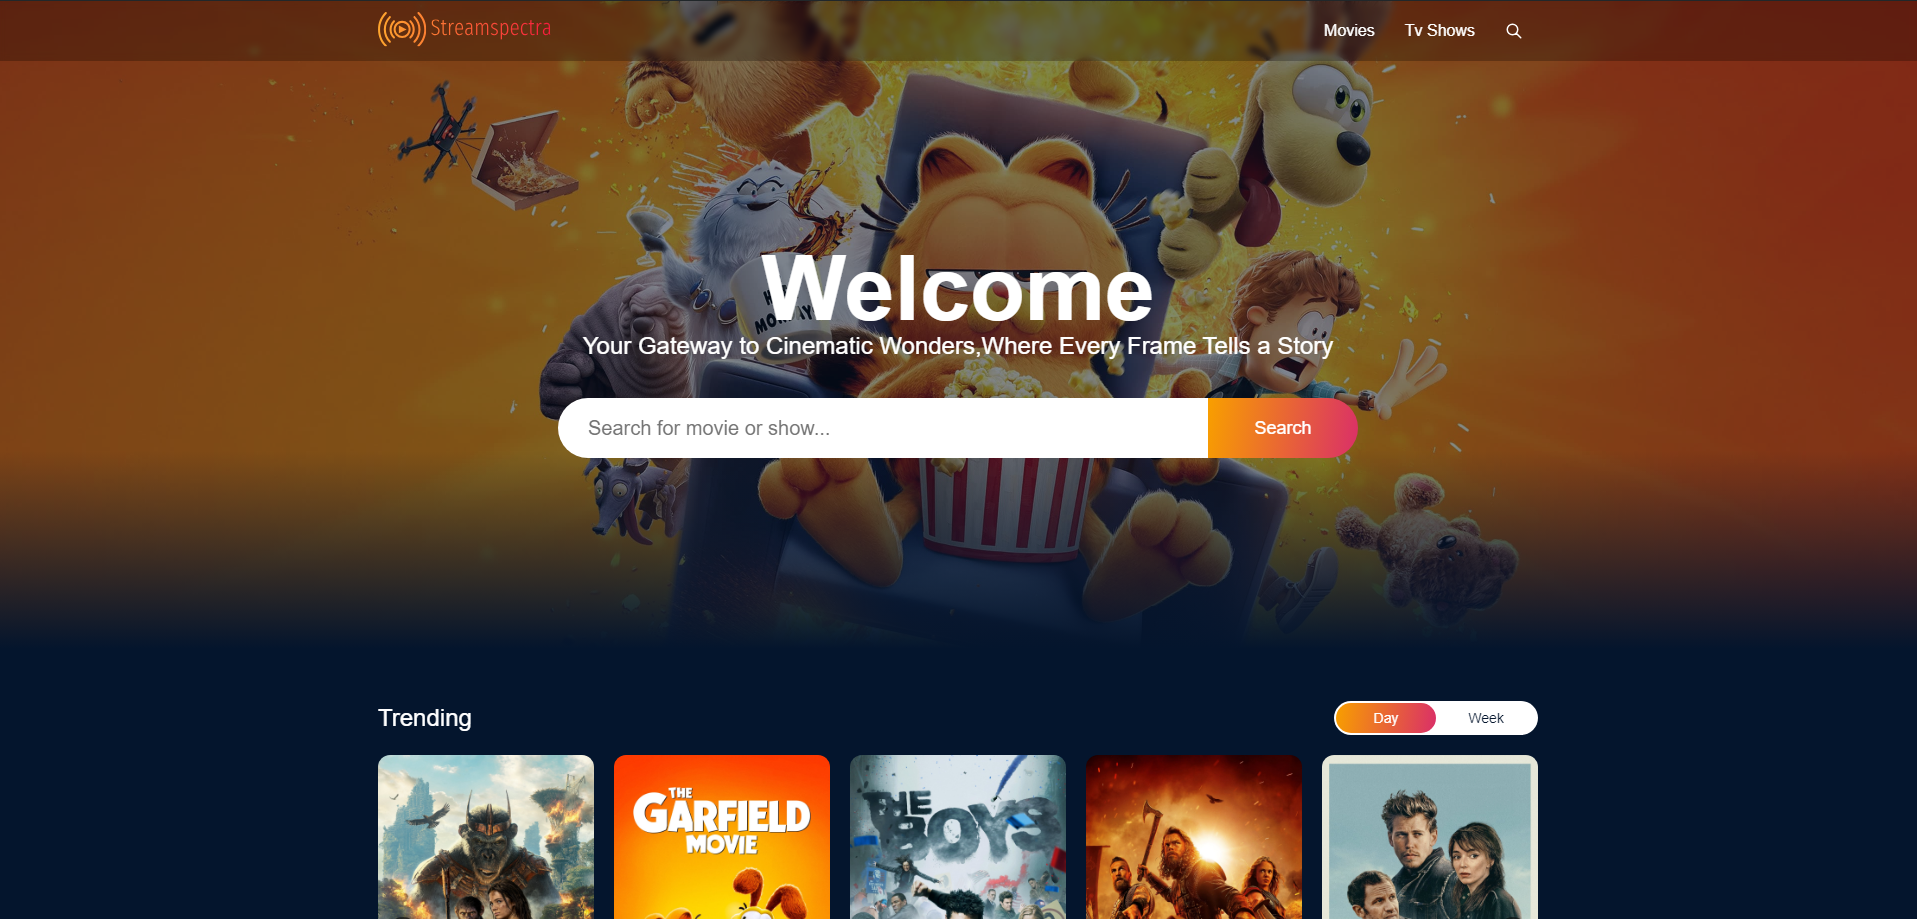 Streamspectra
Movies
Tv Shows
Welcome
Your Gateway to Cinematic Wonders,Where Every Frame Tells a Story
Search for movie or show...
Search
Trending
Day
Week
THE
GARFIELD
MOVIE
THE
BOYS